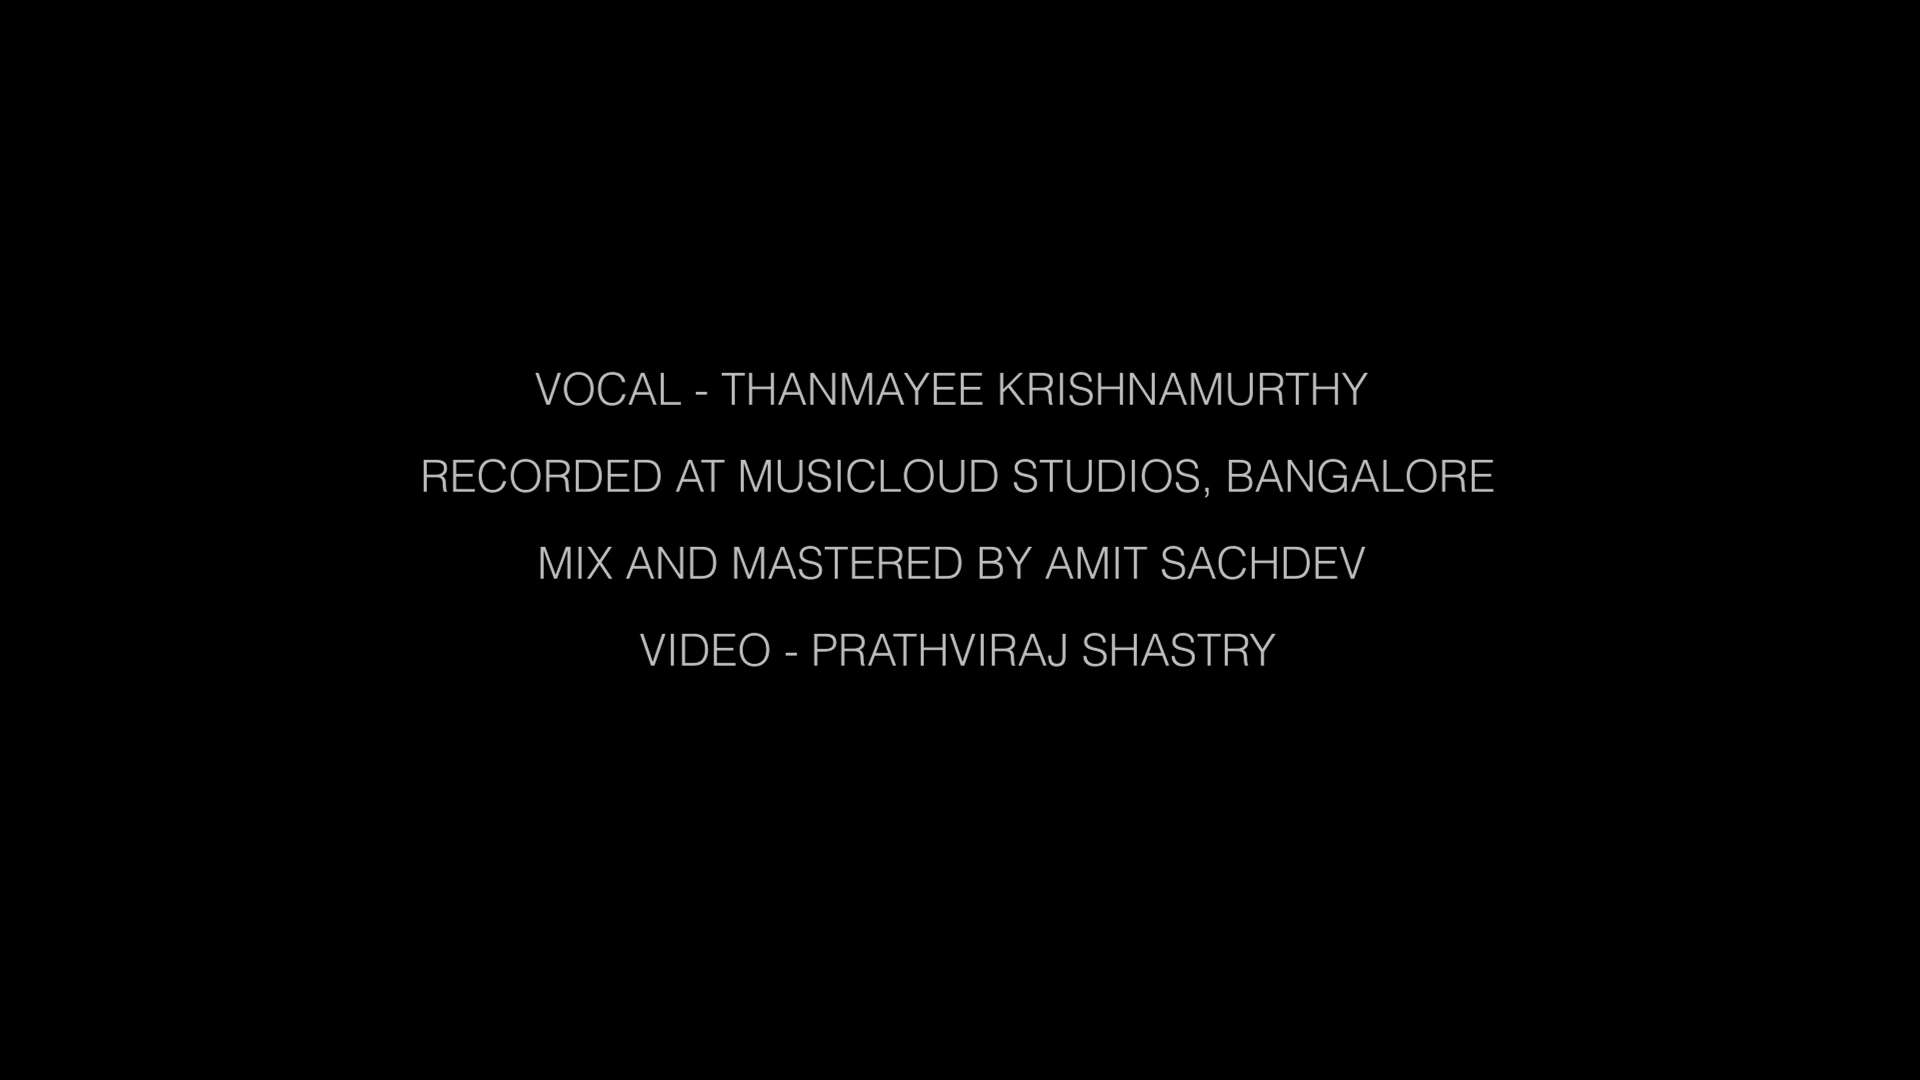 VOCAL - THANMAYEE KRISHNAMURTHY
RECORDED AT MUSICLOUD STUDIOS, BANGALORE
MIX AND MASTERED BY AMIT SACHDEV
VIDEO - PRATHVIRAJ SHASTRY